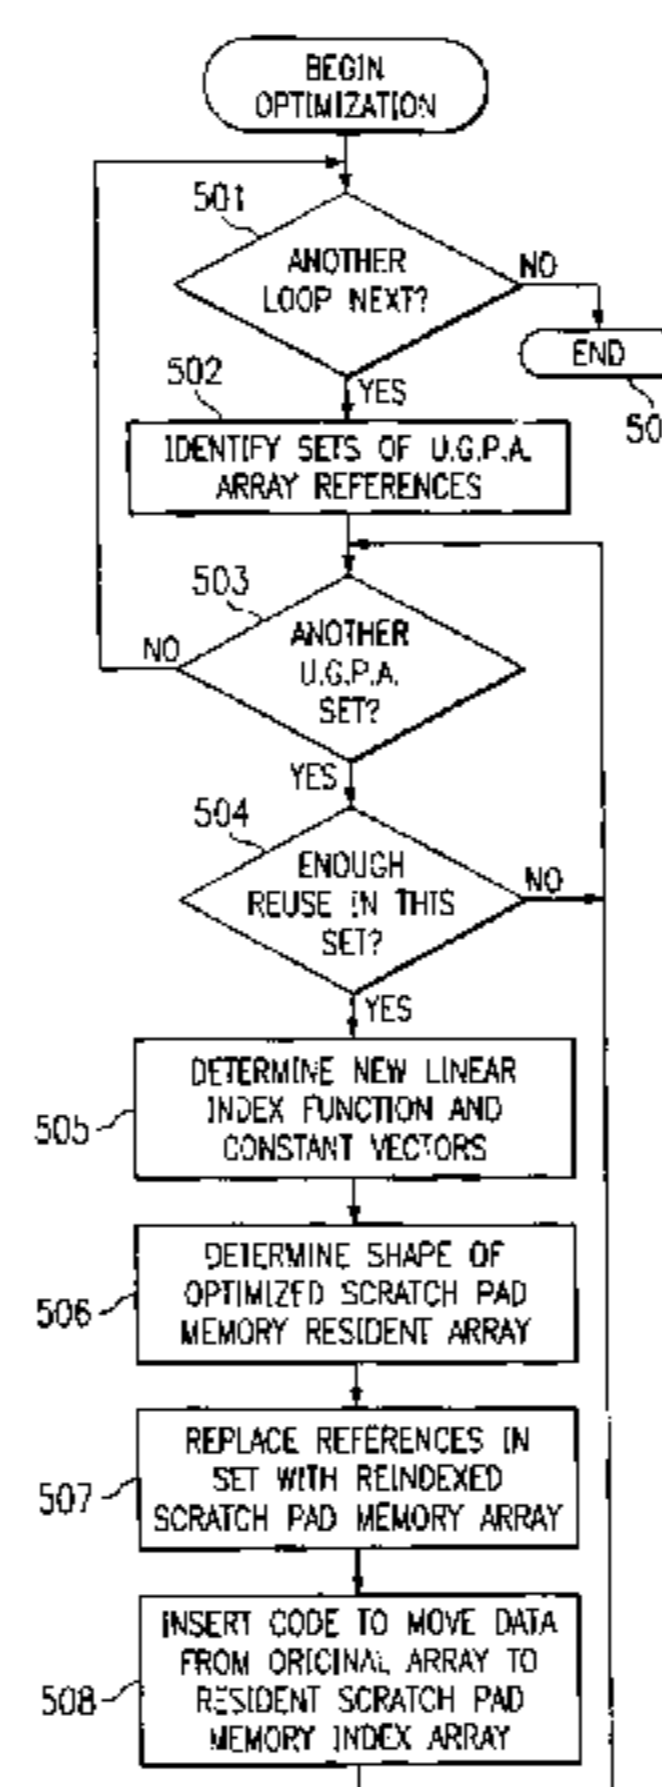 BEGIN
OPTIMIZATION
501
ANOTHER
LOOP NEXT?
NO
END
50
502
YES
IDENTIFY SETS OF U.G.P.A.
ARRAY REFERENCES
503
ANOTHER
U.G.P.A.
SET?
NO
YES
504
ENOUGH
REUSE IN THIS
SET?
NO
YES
505
DETERMINE NEW LINEAR
INDEX FUNCTION AND
CONSTANT VECTORS
506
DETERMINE SHAPE OF
OPTIMIZED SCRATCH PAD
MEMORY RESIDENT ARRAY
507
REPLACE REFERENCES IN
SET WITH REINDEXED
SCRATCH PAD MEMORY ARRAY
508
INSERT CODE TO MOVE DATA
FROM ORIGINAL ARRAY TO
RESIDENT SCRATCH PAD
MEMORY INDEX ARRAY